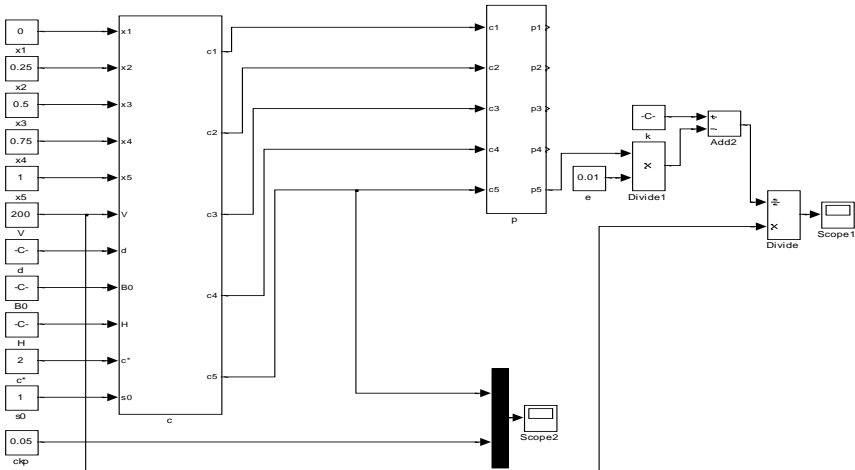 0
x1
0.25
x2
0.5
x3
0.75
x4
1
x5
200
V
-C-
d
-C-
B0
-C-
H
2
c*
1
s0
0.05
ckp
x1
x2
x3
x4
x5
V
d
B0
H
c*
s0
c1
c2
c3
c4
c5
c
c1
c2
c3
c4
c5
p1
p2
p3
p4
p5
p
-C-
k
0.01
e
×
Divide1
+
−
Add2
÷
×
Divide
Scope1
Scope2